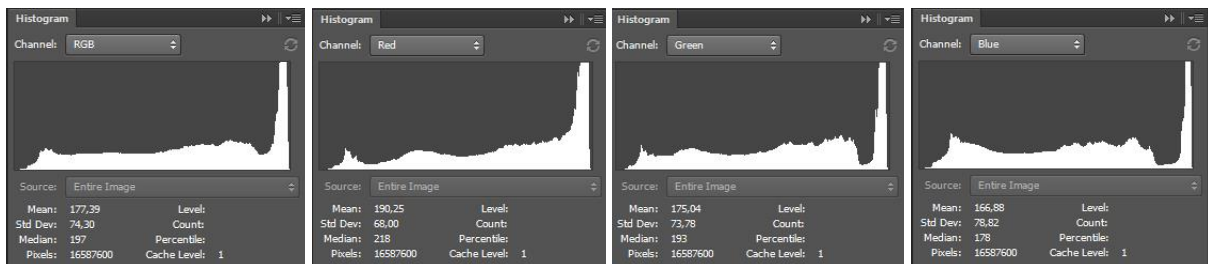 Histogram
Channel: RGB
Source: Entire Image
Mean: 177,39 Level:
Std Dev: 74,30 Count:
Median: 197 Percentile:
Pixels: 16587600 Cache Level: 1
Histogram
Channel: Red
Source: Entire Image
Mean: 190,25 Level:
Std Dev: 68,00 Count:
Median: 218 Percentile:
Pixels: 16587600 Cache Level: 1
Histogram
Channel: Green
Source: Entire Image
Mean: 175,04 Level:
Std Dev: 73,78 Count:
Median: 193 Percentile:
Pixels: 16587600 Cache Level: 1
Histogram
Channel: Blue
Source: Entire Image
Mean: 166,88 Level:
Std Dev: 78,82 Count:
Median: 178 Percentile:
Pixels: 16587600 Cache Level: 1